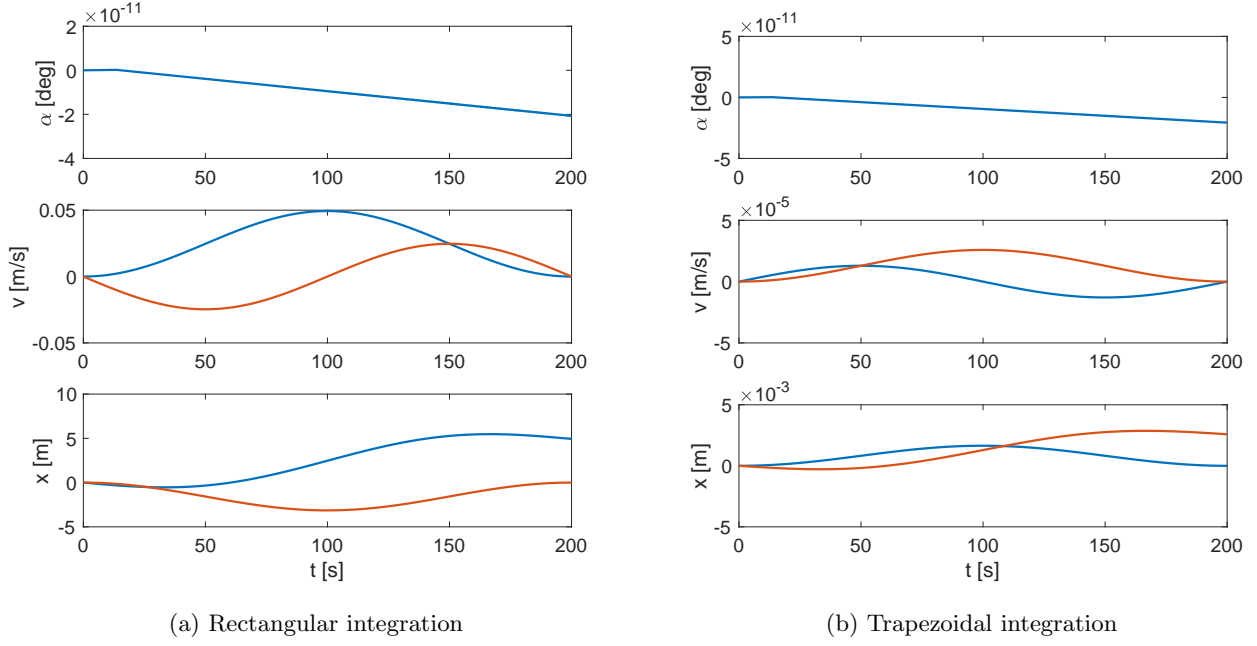 ×10⁻¹¹
2
0
-2
-4
α [deg]
0 50 100 150 200
0.05
0
-0.05
v [m/s]
0 50 100 150 200
10
5
0
-5
x [m]
0 50 100 150 200
t [s]
(a) Rectangular integration
×10⁻¹¹
5
0
-5
α [deg]
0 50 100 150 200
×10⁻⁵
5
0
-5
v [m/s]
0 50 100 150 200
×10⁻³
5
0
-5
x [m]
0 50 100 150 200
t [s]
(b) Trapezoidal integration